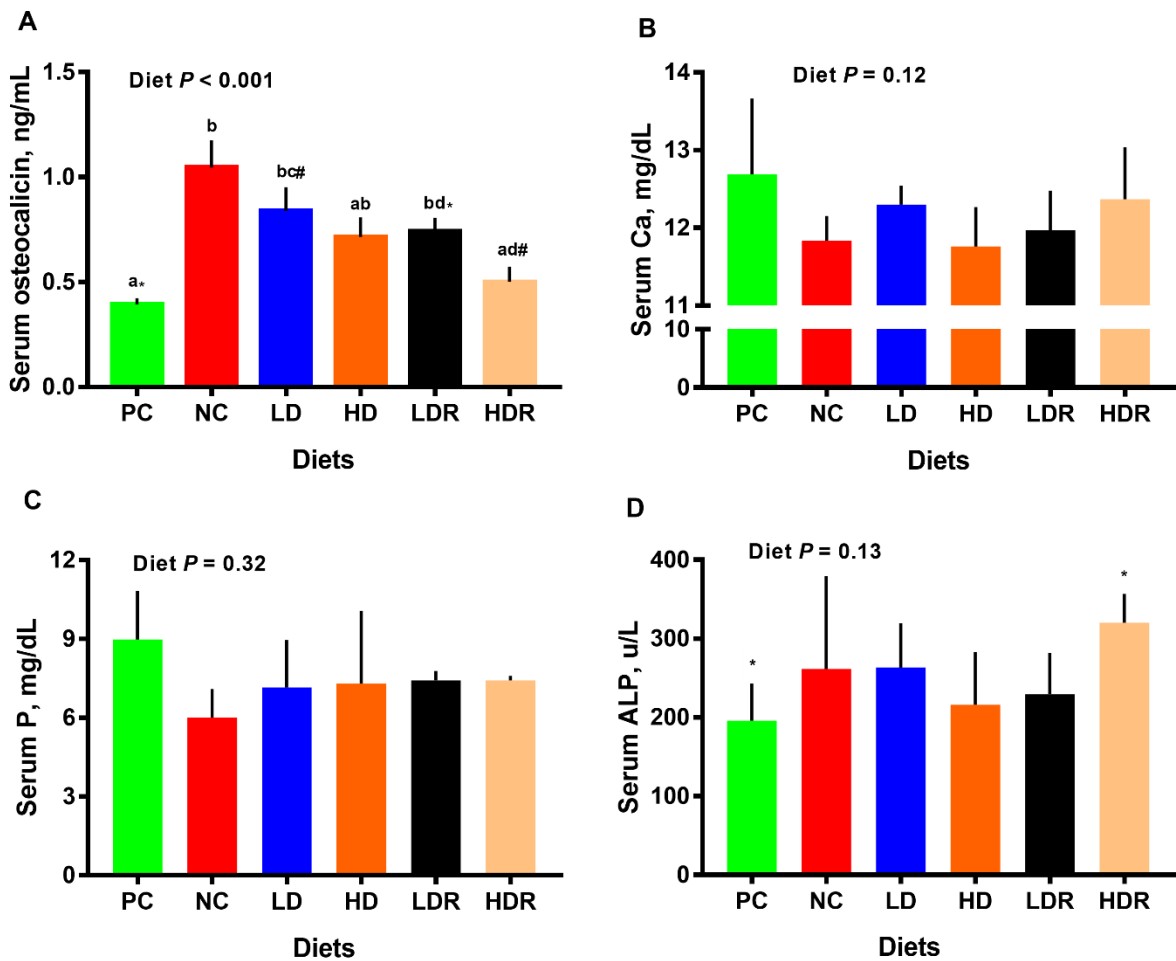 A
Diet P < 0.001
Serum osteocalicin, ng/mL
1.5
1.0
0.5
0.0
a*
b
bc#
ab
bd*
ad#
PC NC LD HD LDR HDR
Diets
B
Diet P = 0.12
Serum Ca, mg/dL
14
13
12
11
10
0
PC NC LD HD LDR HDR
Diets
C
Diet P = 0.32
Serum P, mg/dL
12
9
6
3
0
PC NC LD HD LDR HDR
Diets
D
Diet P = 0.13
Serum ALP, u/L
400
300
200
100
0
*
*
PC NC LD HD LDR HDR
Diets